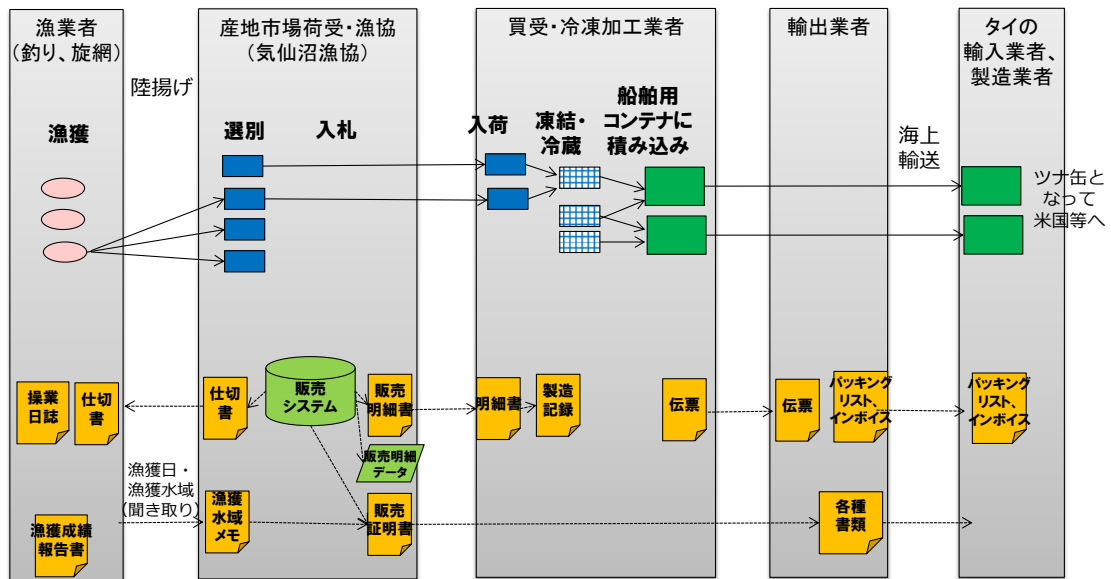 漁業者
(釣り、旋網)
産地市場荷受・漁協
(気仙沼漁協)
買受・冷凍加工業者
輸出業者
タイの
輸入業者、
製造業者
陸揚げ
漁獲
選別
入札
入荷
凍結・
冷蔵
船舶用
コンテナに
積み込み
海上
輸送
ツナ缶と
なって
米国等へ
操業
日誌
仕切
書
仕切
書
販売
システム
販売
明細書
明細書
製造
記録
伝票
伝票
パッキング
リスト、
インボイス
パッキング
リスト、
インボイス
販売明細
データ
漁獲日・
漁獲水域
(聞き取り)
漁獲成績
報告書
漁獲
水域
メモ
販売
証明書
各種
書類